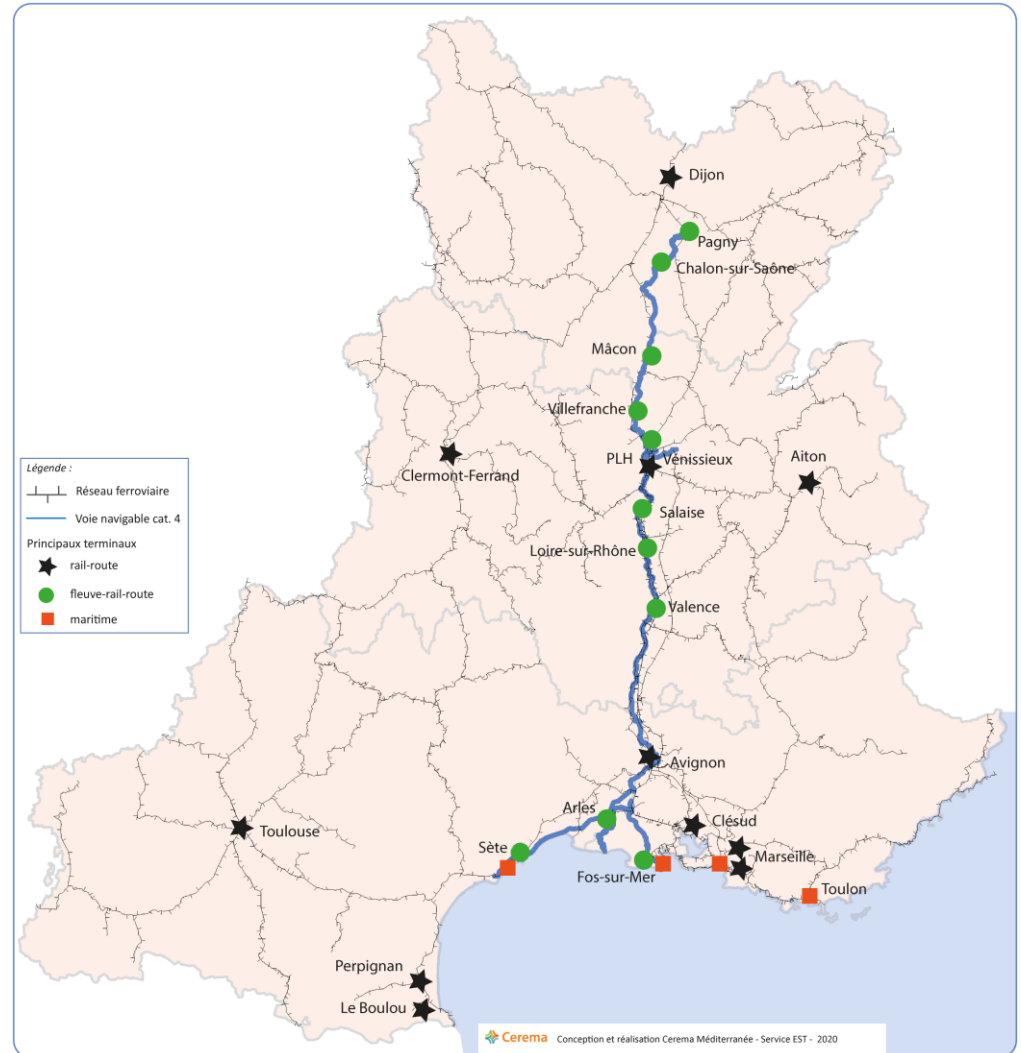 Dijon
Pagny
Chalon-sur-Saône
Mâcon
Villefranche
PLH
Vénissieux
Aiton
Clermont-Ferrand
Salaise
Loire-sur-Rhône
Valence
Légende :
Réseau ferroviaire
Voie navigable cat. 4
Principaux terminaux
rail-route
fleuve-rail-route
maritime
Avignon
Arles
Clésud
Toulouse
Sète
Marseille
Fos-sur-Mer
Toulon
Perpignan
Le Boulou
Cerema Conception et réalisation Cerema Méditerranée - Service EST - 2020